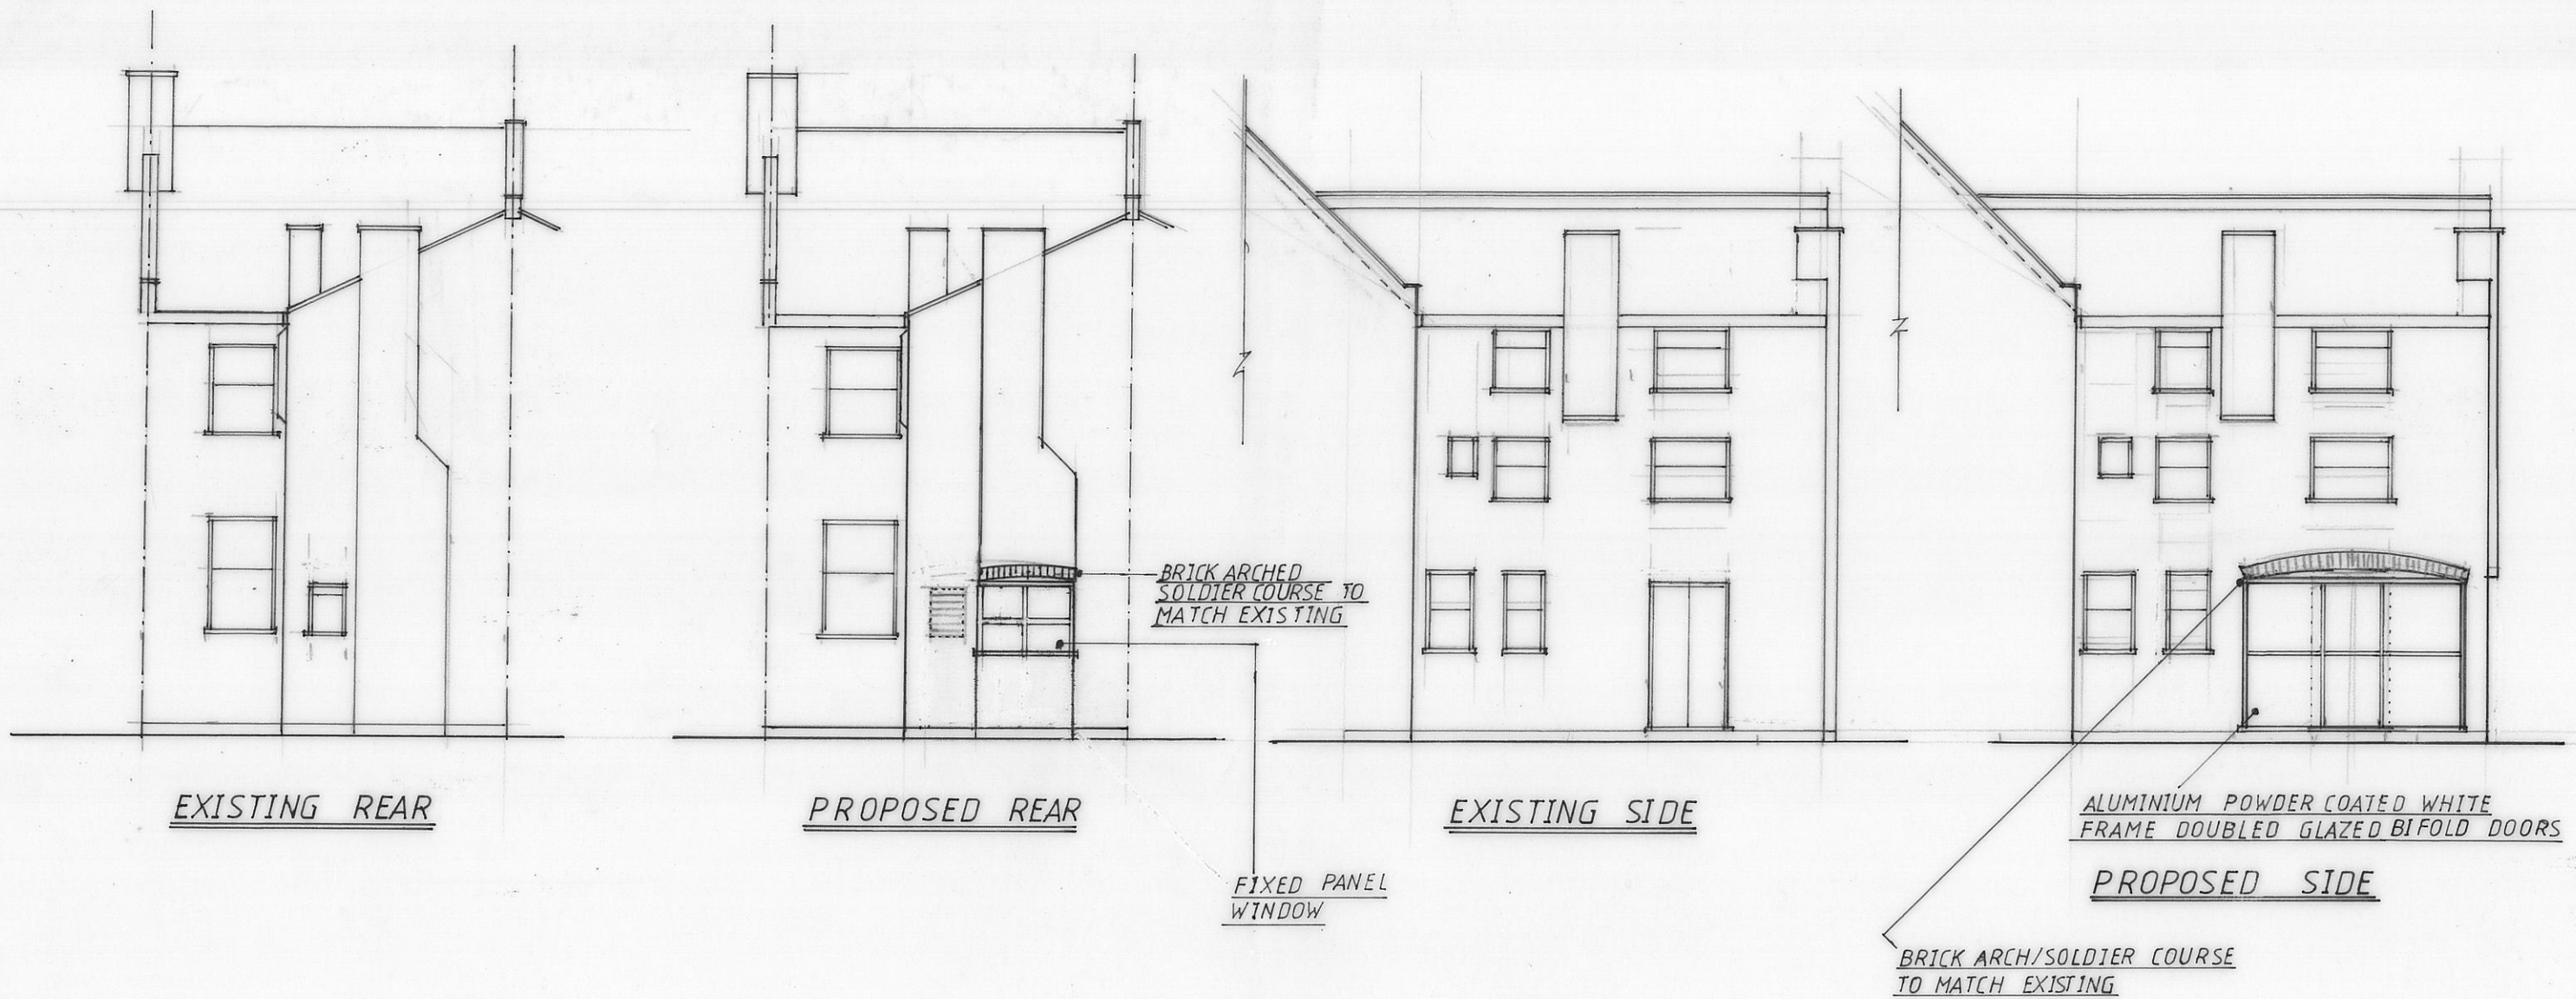 BRICK ARCHED
SOLDIER COURSE TO
MATCH EXISTING
EXISTING REAR
PROPOSED REAR
EXISTING SIDE
ALUMINIUM POWDER COATED WHITE
FRAME DOUBLED GLAZED BIFOLD DOORS
PROPOSED SIDE
FIXED PANEL
WINDOW
BRICK ARCH/SOLDIER COURSE
TO MATCH EXISTING